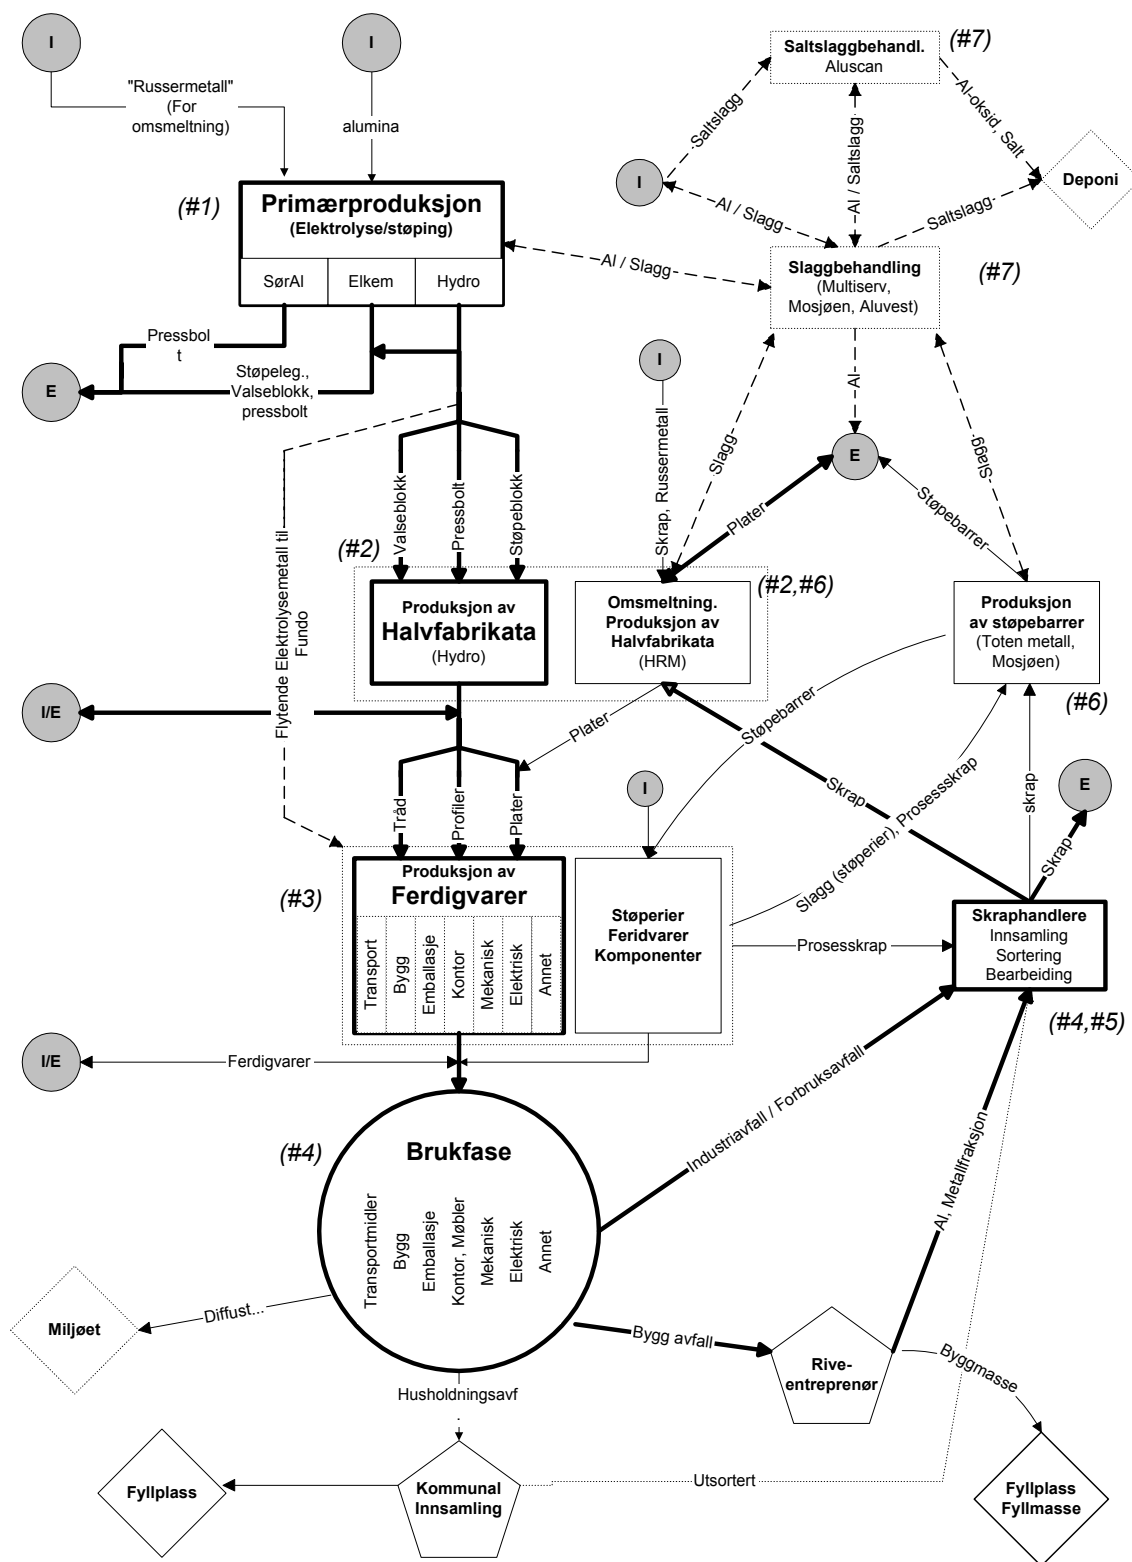 I
I
Saltslaggbehandl.
Aluscan
(#7)
"Russermetall"
(For
omsmeltning)
alumina
Saltslagg
Al / Saltslagg
Al-oksid, Salt
I
Deponi
(#1)
Primærproduksjon
(Elektrolyse/støping)
SørAl
Elkem
Hydro
Al / Slagg
Al / Slagg
Saltslagg
Slaggbehandling
(Multiserv,
Mosjøen, Aluvest)
(#7)
Pressbol
t
E
Støpeleg.,
Valseblokk,
pressbolt
I
Al
Slagg
Slagg
Skrap, Russermetall
E
Plater
Støpebarrer
Valseblokk
Pressbolt
Støpeblokk
Flytende Elektrolysemetall til
Fundo
(#2)
Produksjon av
Halvfabrikata
(Hydro)
Omsmeltning.
Produksjon av
Halvfabrikata
(HRM)
(#2,#6)
Produksjon
av støpebarrer
(Toten metall,
Mosjøen)
(#6)
I/E
Plater
Støpebarrer
Skrap
skrap
Slagg (støperier), Prosessskrap
I
E
Skrap
Tråd
Profiler
Plater
(#3)
Produksjon av
Ferdigvarer
Transport
Bygg
Emballasje
Kontor
Mekanisk
Elektrisk
Annet
Støperier
Feridvarer
Komponenter
Prosesskrap
Skraphandlere
Innsamling
Sortering
Bearbeiding
(#4,#5)
I/E
Ferdigvarer
Industriavfall / Forbruksavfall
Al, Metallfraksjon
(#4)
Brukfase
Transportmidler
Bygg
Emballasje
Kontor, Møbler
Mekanisk
Elektrisk
Annet
Miljøet
Diffust...
Bygg avfall
Rive-
entreprenør
Byggmasse
Husholdningsavf
Fyllplass
Kommunal
Innsamling
Utsortert
Fyllplass
Fyllmasse